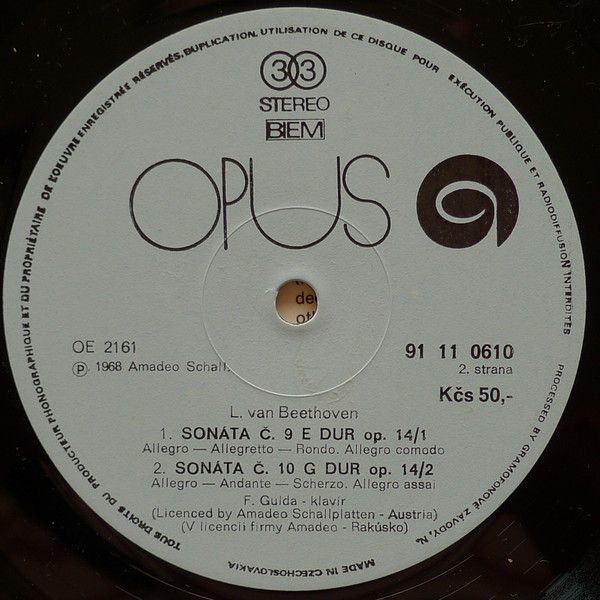 TOUS DROITS DU PRODUCTEUR PHONOGRAPHIQUE ET DU PROPRIÉTAIRE DE L'OEUVRE ENREGISTRÉE RÉSERVÉS. DUPLICATION, UTILISATION DE CE DISQUE POUR EXÉCUTION PUBLIQUE ET RADIODIFFUSION INTERDITES
33
STEREO
BIEM
OPUS
de
OE 2161
91 11 0610
Ⓟ 1968 Amadeo Schall.
2. strana
Kčs 50,-
L. van Beethoven
1. SONÁTA Č. 9 E DUR op. 14/1
Allegro — Allegretto — Rondo. Allegro comodo
2. SONÁTA Č. 10 G DUR op. 14/2
Allegro — Andante — Scherzo. Allegro assai
F. Gulda - klavír
(Licenced by Amadeo Schallplatten - Austria)
(V licencii firmy Amadeo - Rakúsko)
PROCESSED BY GRAMOFONOVÉ ZÁVODY,
MADE IN CZECHOSLOVAKIA